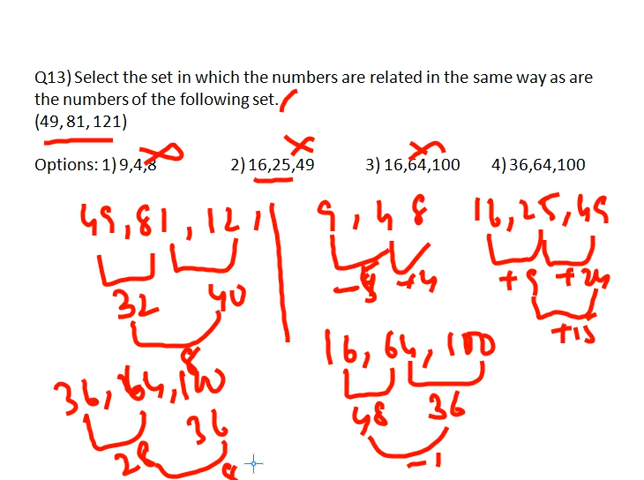 Q13) Select the set in which the numbers are related in the same way as are
the numbers of the following set.
(49, 81, 121)
Options: 1) 9,4,8 2) 16,25,49 3) 16,64,100 4) 36,64,100
49, 81, 121 9, 4 8 16, 25, 49
32 40 +4 +9 +24
8 +15
16, 64, 100
36, 64, 100 48 36
28 36 -1
8